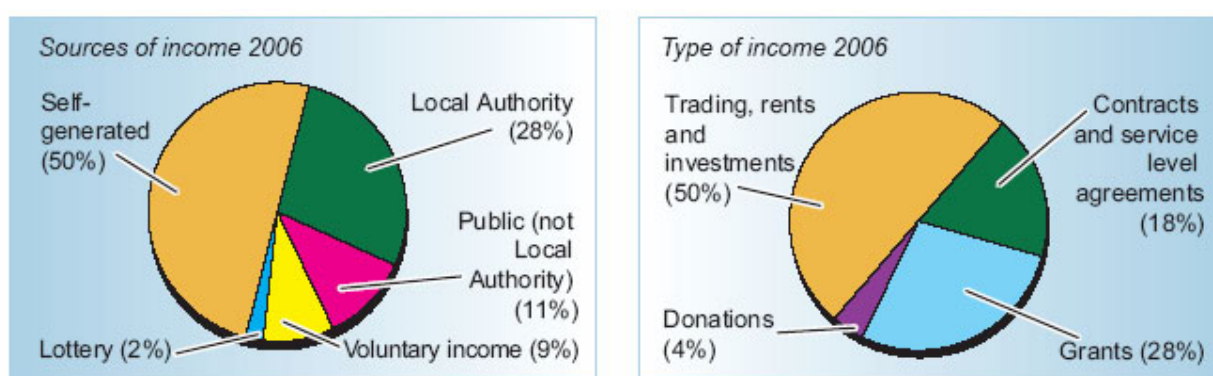 Sources of income 2006
Self-
generated
(50%)
Local Authority
(28%)
Public (not
Local
Authority)
(11%)
Lottery (2%)
Voluntary income (9%)
Type of income 2006
Trading, rents
and
investments
(50%)
Contracts
and service
level
agreements
(18%)
Donations
(4%)
Grants (28%)